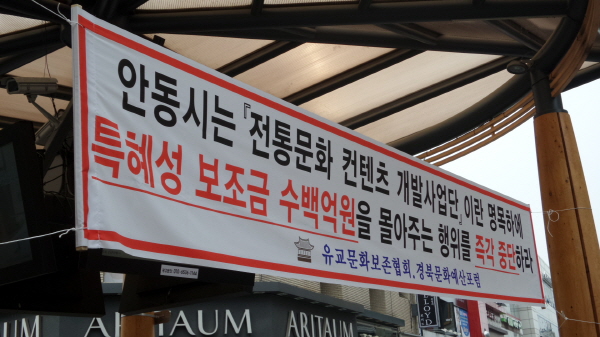 안동시는 『전통문화 컨텐츠 개발사업단』이란 명목하에
특혜성 보조금 수백억원을 몰아주는 행위를 즉각 중단하라
유교문화보존협회. 경북문화예산포럼
ARITAUM
ARITAUM